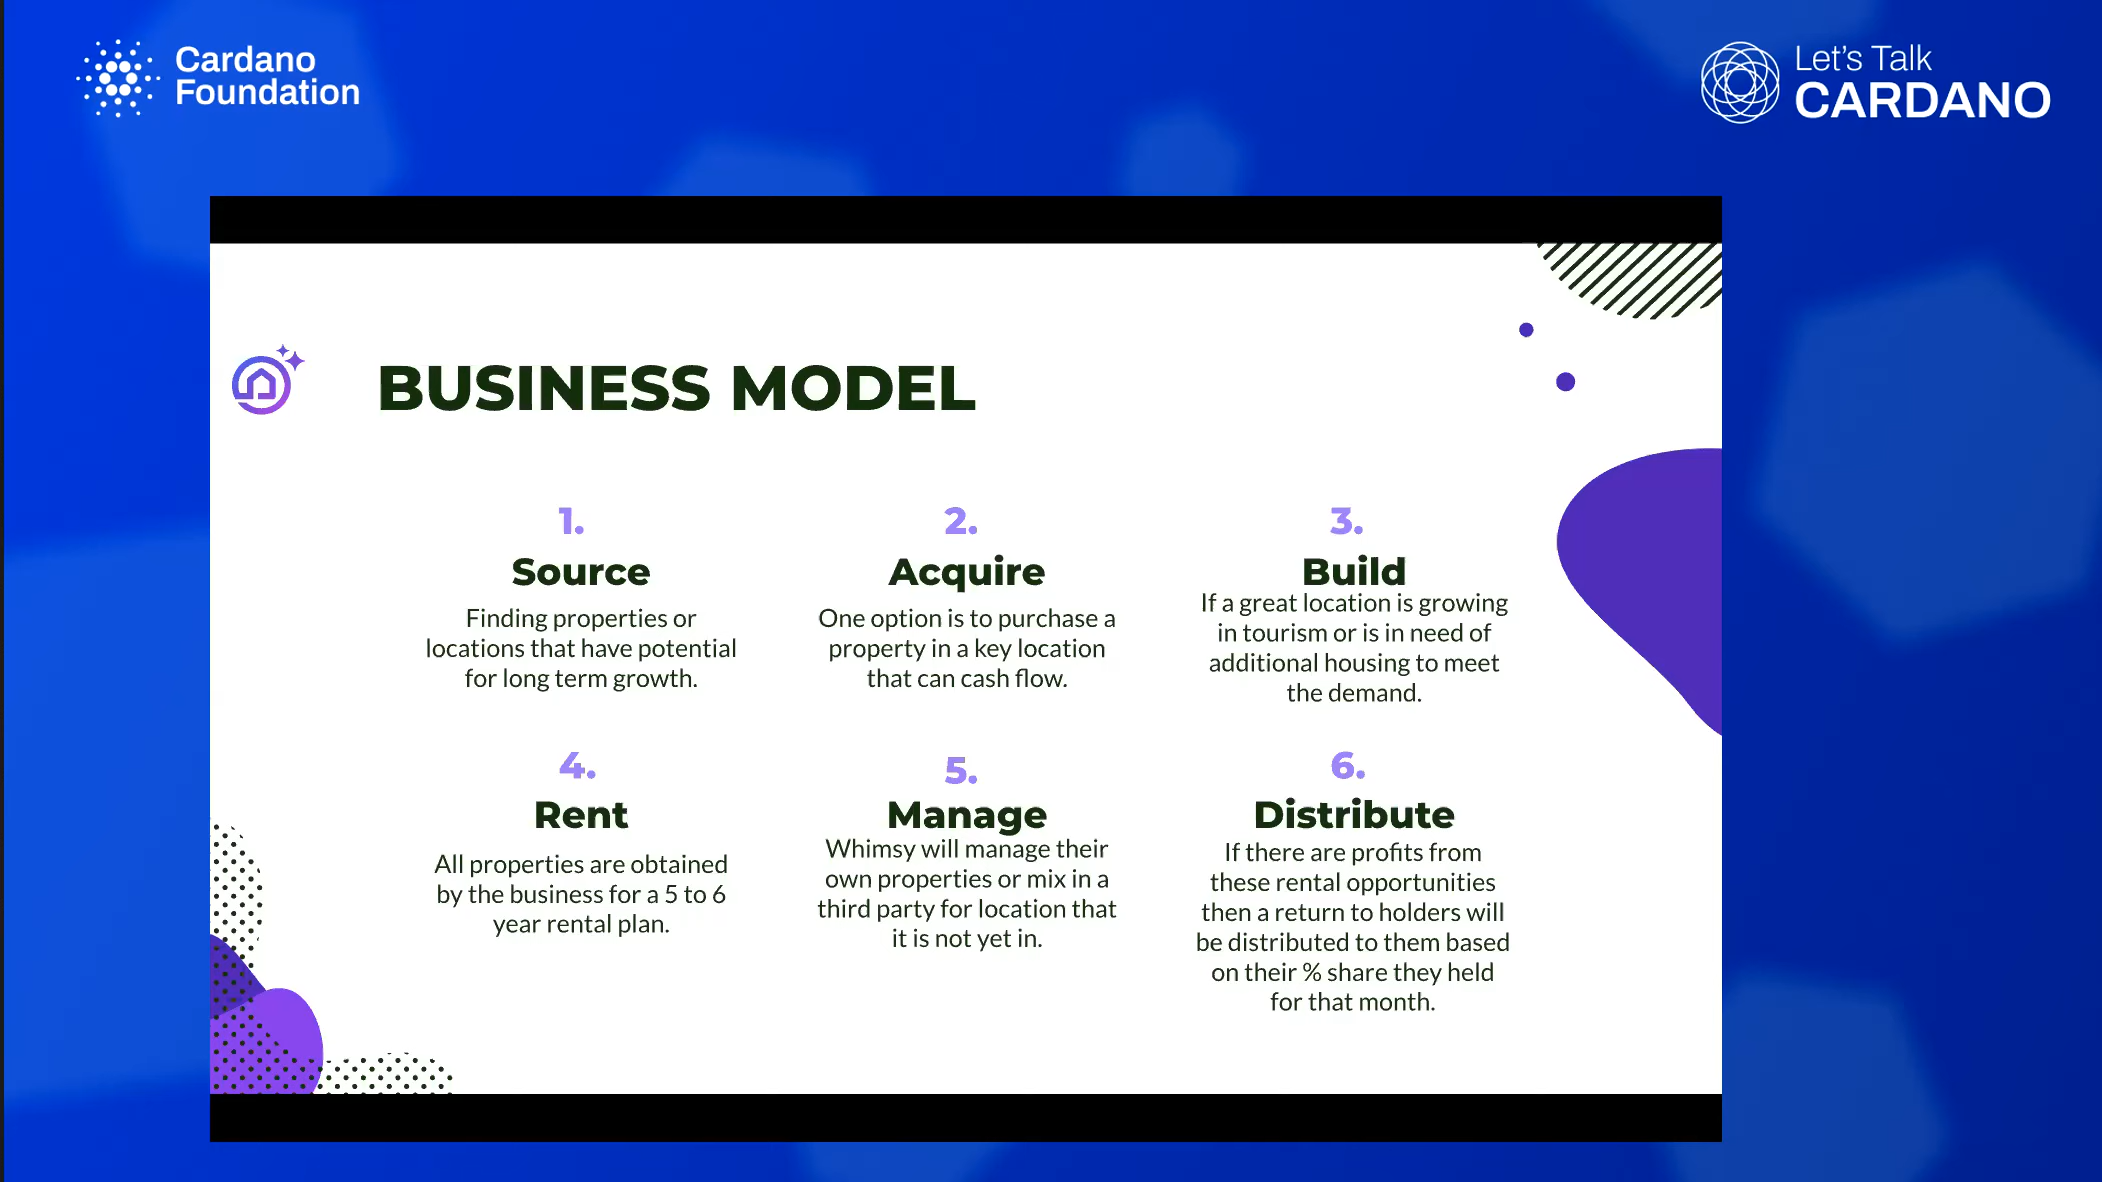 Cardano
Foundation
Let's Talk
CARDANO
BUSINESS MODEL
1.
Source
Finding properties or
locations that have potential
for long term growth.
2.
Acquire
One option is to purchase a
property in a key location
that can cash flow.
3.
Build
If a great location is growing
in tourism or is in need of
additional housing to meet
the demand.
4.
Rent
All properties are obtained
by the business for a 5 to 6
year rental plan.
5.
Manage
Whimsy will manage their
own properties or mix in a
third party for location that
it is not yet in.
6.
Distribute
If there are profits from
these rental opportunities
then a return to holders will
be distributed to them based
on their % share they held
for that month.